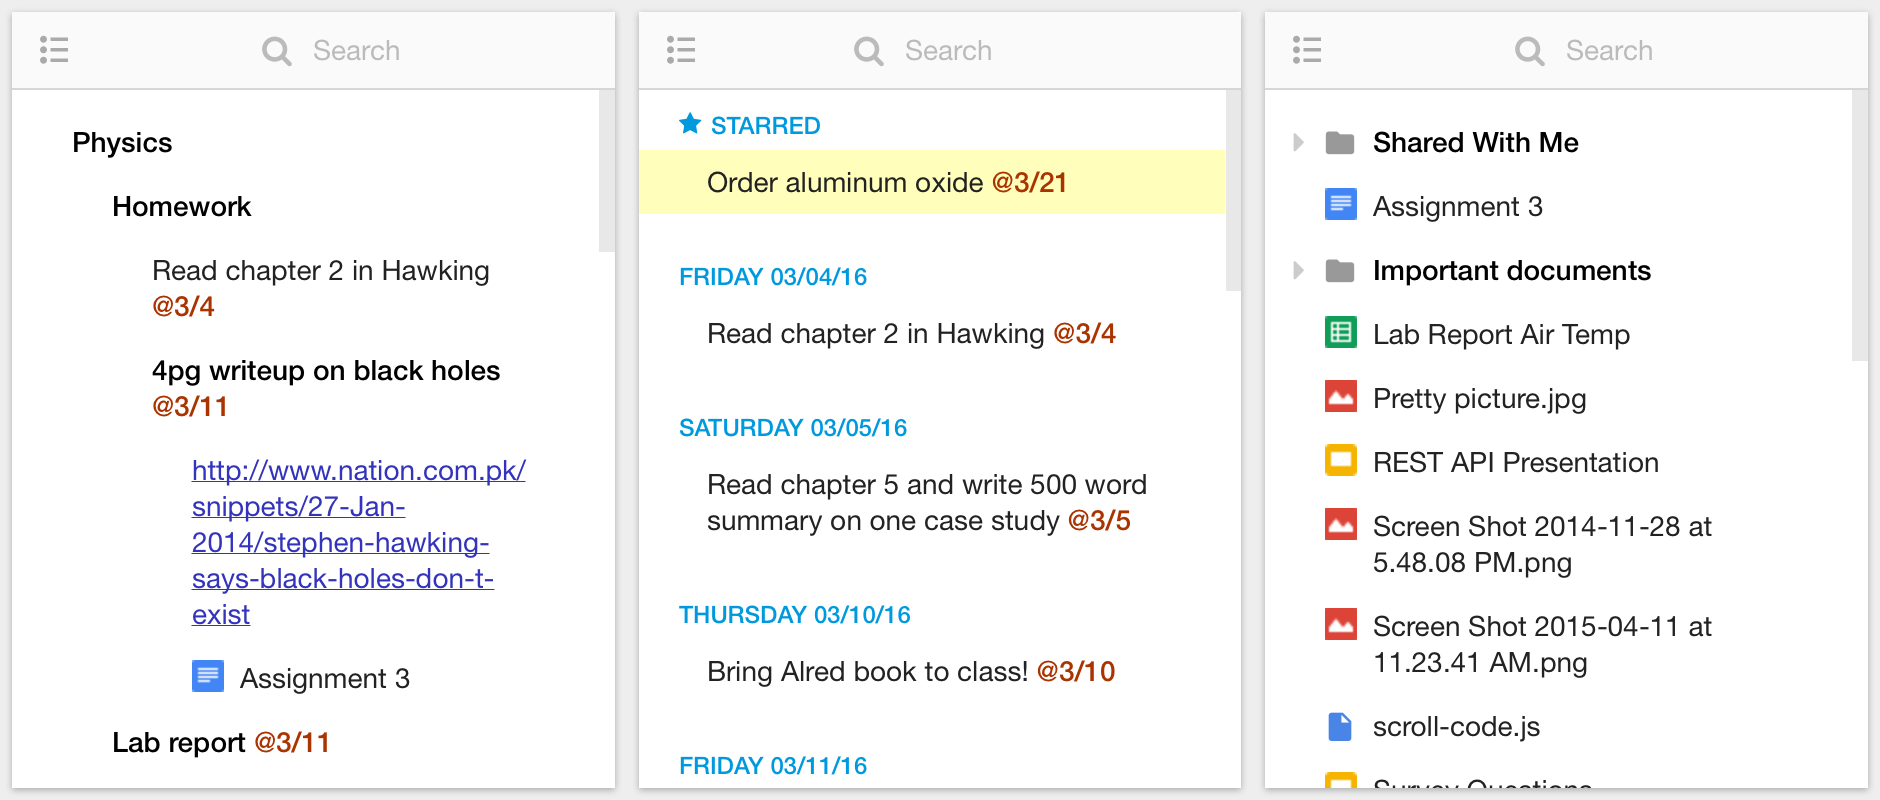 Search
Physics
Homework
Read chapter 2 in Hawking
@3/4
4pg writeup on black holes
@3/11
http://www.nation.com.pk/
snippets/27-Jan-
2014/stephen-hawking-
says-black-holes-don-t-
exist
Assignment 3
Lab report @3/11
Search
STARRED
Order aluminum oxide @3/21
FRIDAY 03/04/16
Read chapter 2 in Hawking @3/4
SATURDAY 03/05/16
Read chapter 5 and write 500 word
summary on one case study @3/5
THURSDAY 03/10/16
Bring Alred book to class! @3/10
FRIDAY 03/11/16
Search
Shared With Me
Assignment 3
Important documents
Lab Report Air Temp
Pretty picture.jpg
REST API Presentation
Screen Shot 2014-11-28 at
5.48.08 PM.png
Screen Shot 2015-04-11 at
11.23.41 AM.png
scroll-code.js
Survey Questions